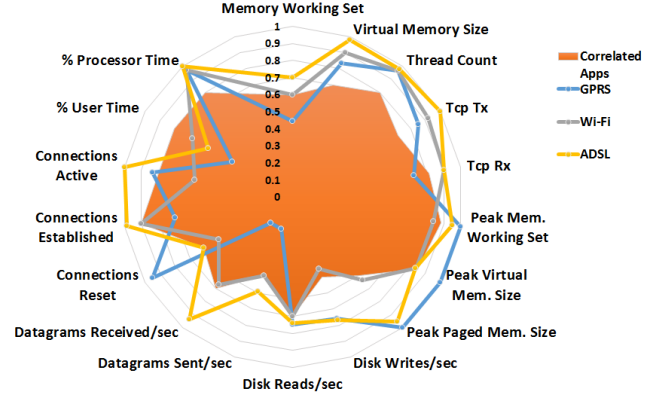 Memory Working Set
Virtual Memory Size
Thread Count
Tcp Tx
Tcp Rx
Peak Mem.
Working Set
Peak Virtual
Mem. Size
Peak Paged Mem. Size
Disk Writes/sec
Disk Reads/sec
Datagrams Sent/sec
Datagrams Received/sec
Connections
Reset
Connections
Established
Connections
Active
% User Time
% Processor Time
1
0.9
0.8
0.7
0.6
0.5
0.4
0.3
0.2
0.1
0
Correlated
Apps
GPRS
Wi-Fi
ADSL